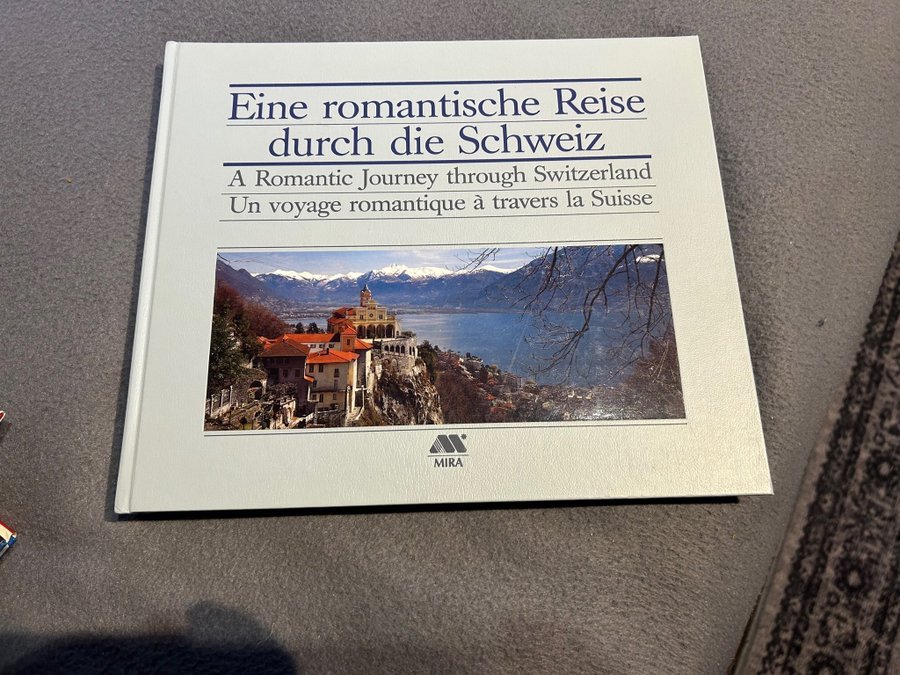 Eine romantische Reise
durch die Schweiz
A Romantic Journey through Switzerland
Un voyage romantique à travers la Suisse
MIRA